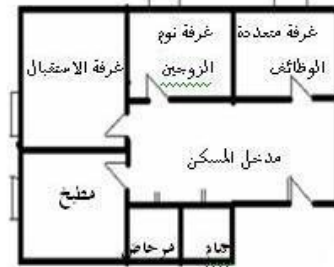 غرفة متعددة
الوظائف
غرفة نوم
الزوجين
غرفة الاستقبال
مدخل المسكن
مطبخ
حمام
مرحاض